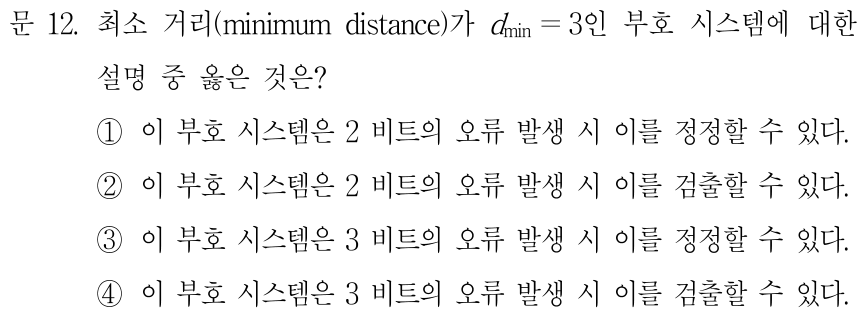 문 12. 최소 거리(minimum distance)가 dmin = 3인 부호 시스템에 대한
설명 중 옳은 것은?
① 이 부호 시스템은 2 비트의 오류 발생 시 이를 정정할 수 있다.
② 이 부호 시스템은 2 비트의 오류 발생 시 이를 검출할 수 있다.
③ 이 부호 시스템은 3 비트의 오류 발생 시 이를 정정할 수 있다.
④ 이 부호 시스템은 3 비트의 오류 발생 시 이를 검출할 수 있다.